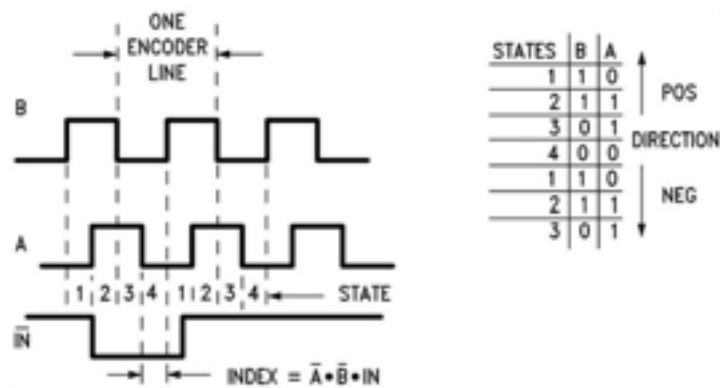 ONE
ENCODER
LINE
B
A
1 2 3 4 1 2 3 4 STATE
I̅N̅
INDEX = A̅•B̅•IN
STATES B A
1 1 0
2 1 1
3 0 1
4 0 0
1 1 0
2 1 1
3 0 1
POS
DIRECTION
NEG